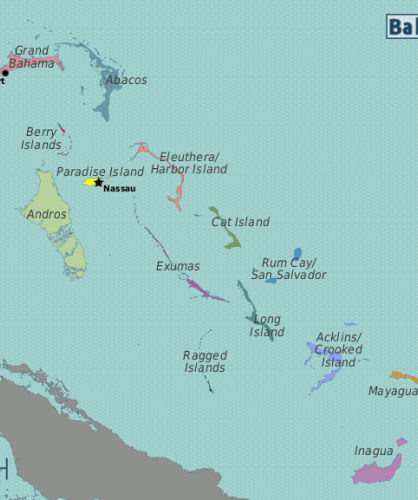 Bal
Grand
Bahama
Abacos
Berry
Islands
Eleuthera/
Harbor Island
Paradise Island
Nassau
Andros
Cat Island
Exumas
Rum Cay/
San Salvador
Long
Island
Acklins/
Crooked
Island
Ragged
Islands
Mayagua
Inagua